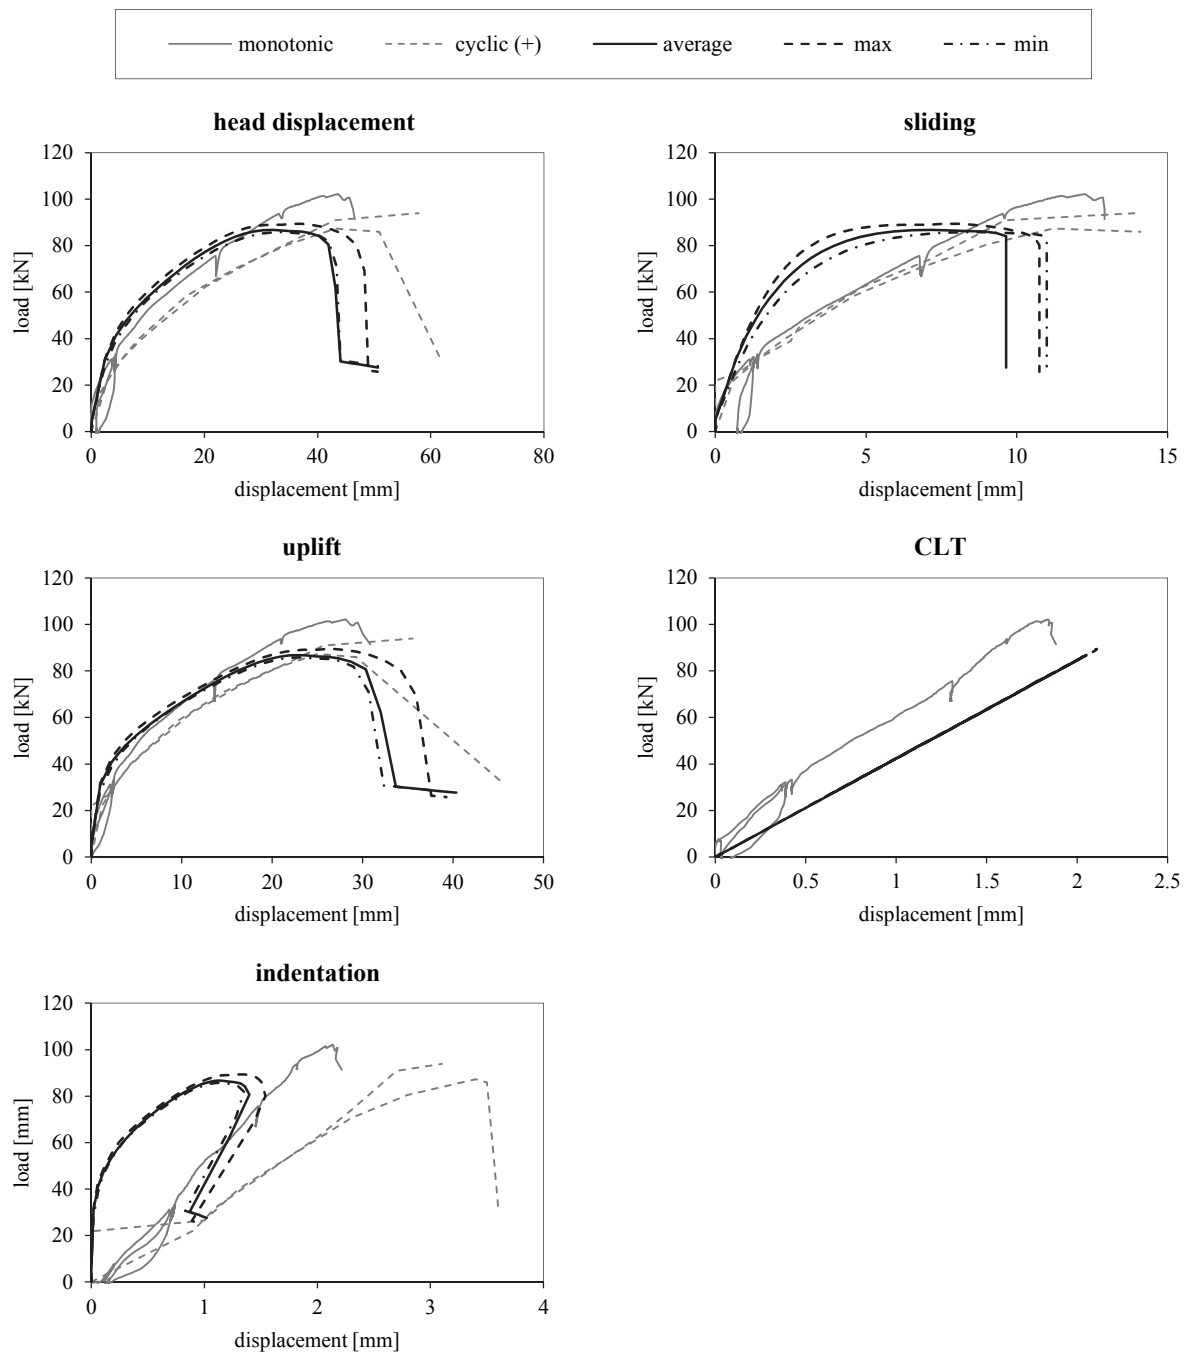 monotonic cyclic (+) average max min
head displacement
120
100
80
60
40
20
0
load [kN]
0 20 40 60 80
displacement [mm]
sliding
120
100
80
60
40
20
0
load [kN]
0 5 10 15
displacement [mm]
uplift
120
100
80
60
40
20
0
load [kN]
0 10 20 30 40 50
displacement [mm]
CLT
120
100
80
60
40
20
0
load [kN]
0 0.5 1 1.5 2 2.5
displacement [mm]
indentation
120
100
80
60
40
20
0
load [mm]
0 1 2 3 4
displacement [mm]